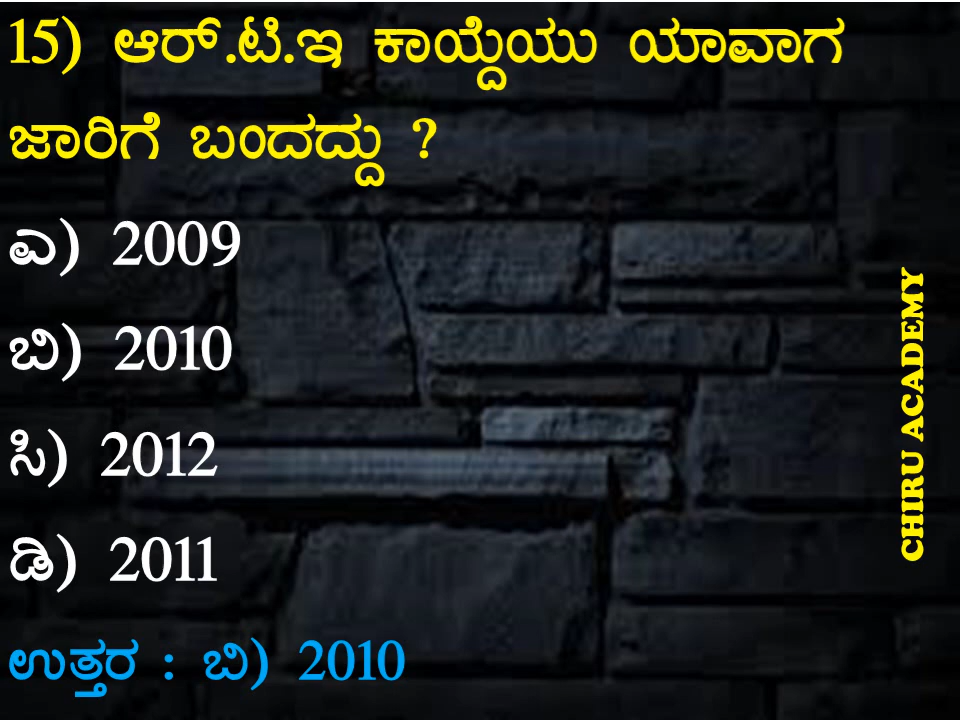 15) ಆರ್.ಟಿ.ಇ ಕಾಯ್ದೆಯು ಯಾವಾಗ
ಜಾರಿಗೆ ಬಂದದ್ದು ?
ಎ) 2009
ಬಿ) 2010
ಸಿ) 2012
ಡಿ) 2011
ಉತ್ತರ : ಬಿ) 2010
CHIRU ACADEMY